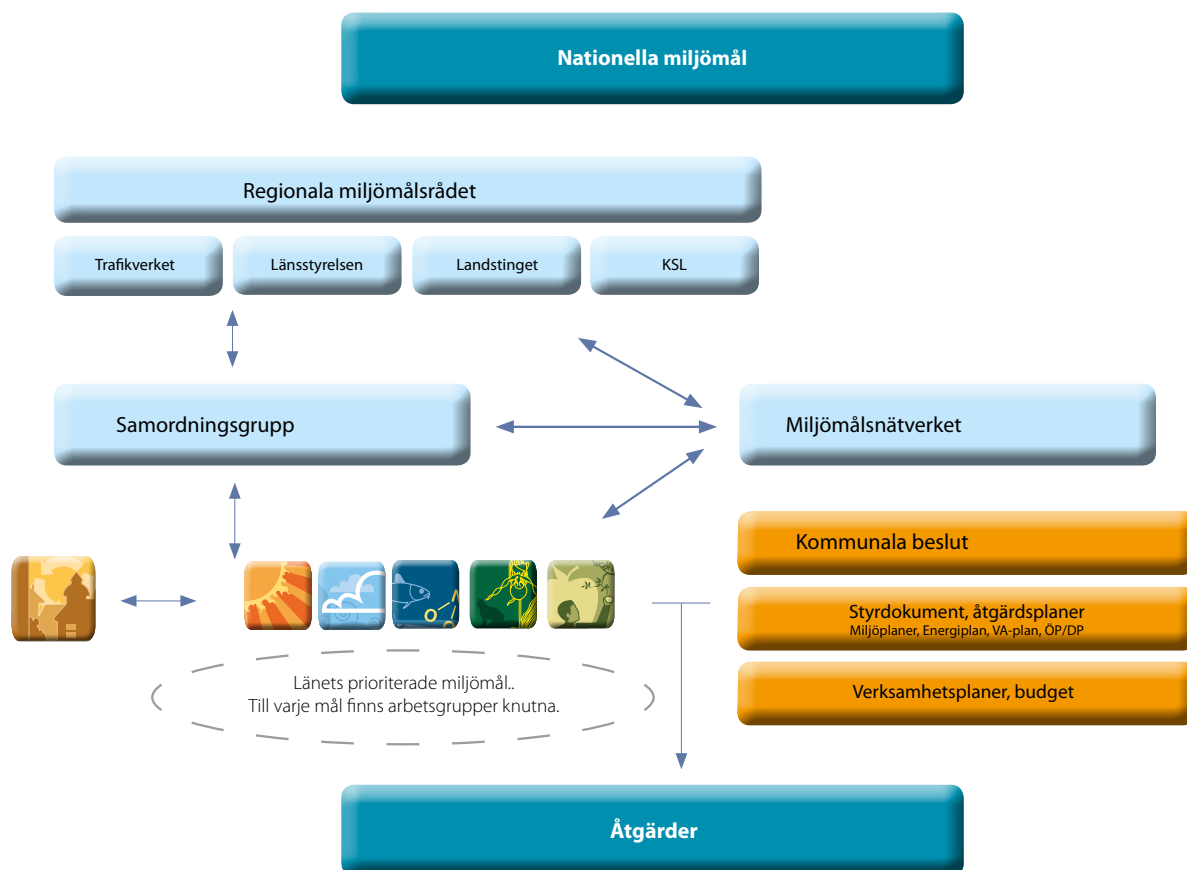 Nationella miljömål
Regionala miljömålsrådet
Trafikverket
Länsstyrelsen
Landstinget
KSL
Samordningsgrupp
Miljömålsnätverket
Kommunala beslut
Styrdokument, åtgärdsplaner
Miljöplaner, Energiplan, VA-plan, ÖP/DP
Verksamhetsplaner, budget
Länets prioriterade miljömål..
Till varje mål finns arbetsgrupper knutna.
Åtgärder